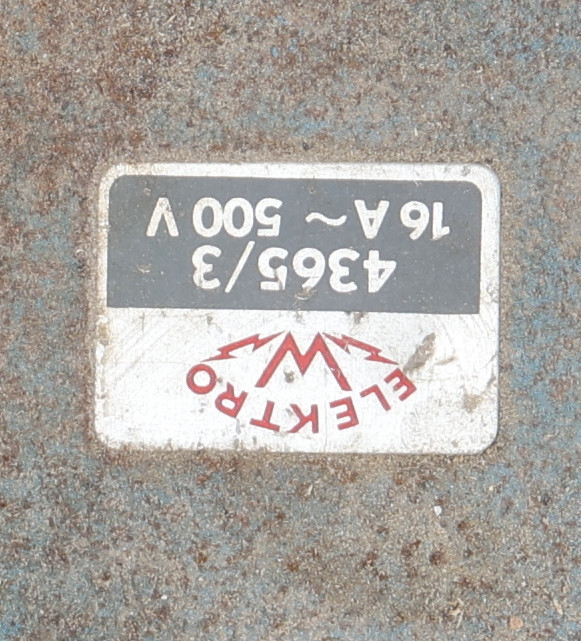 ELEKTRO
W
4365/3
16 A ~ 500 V